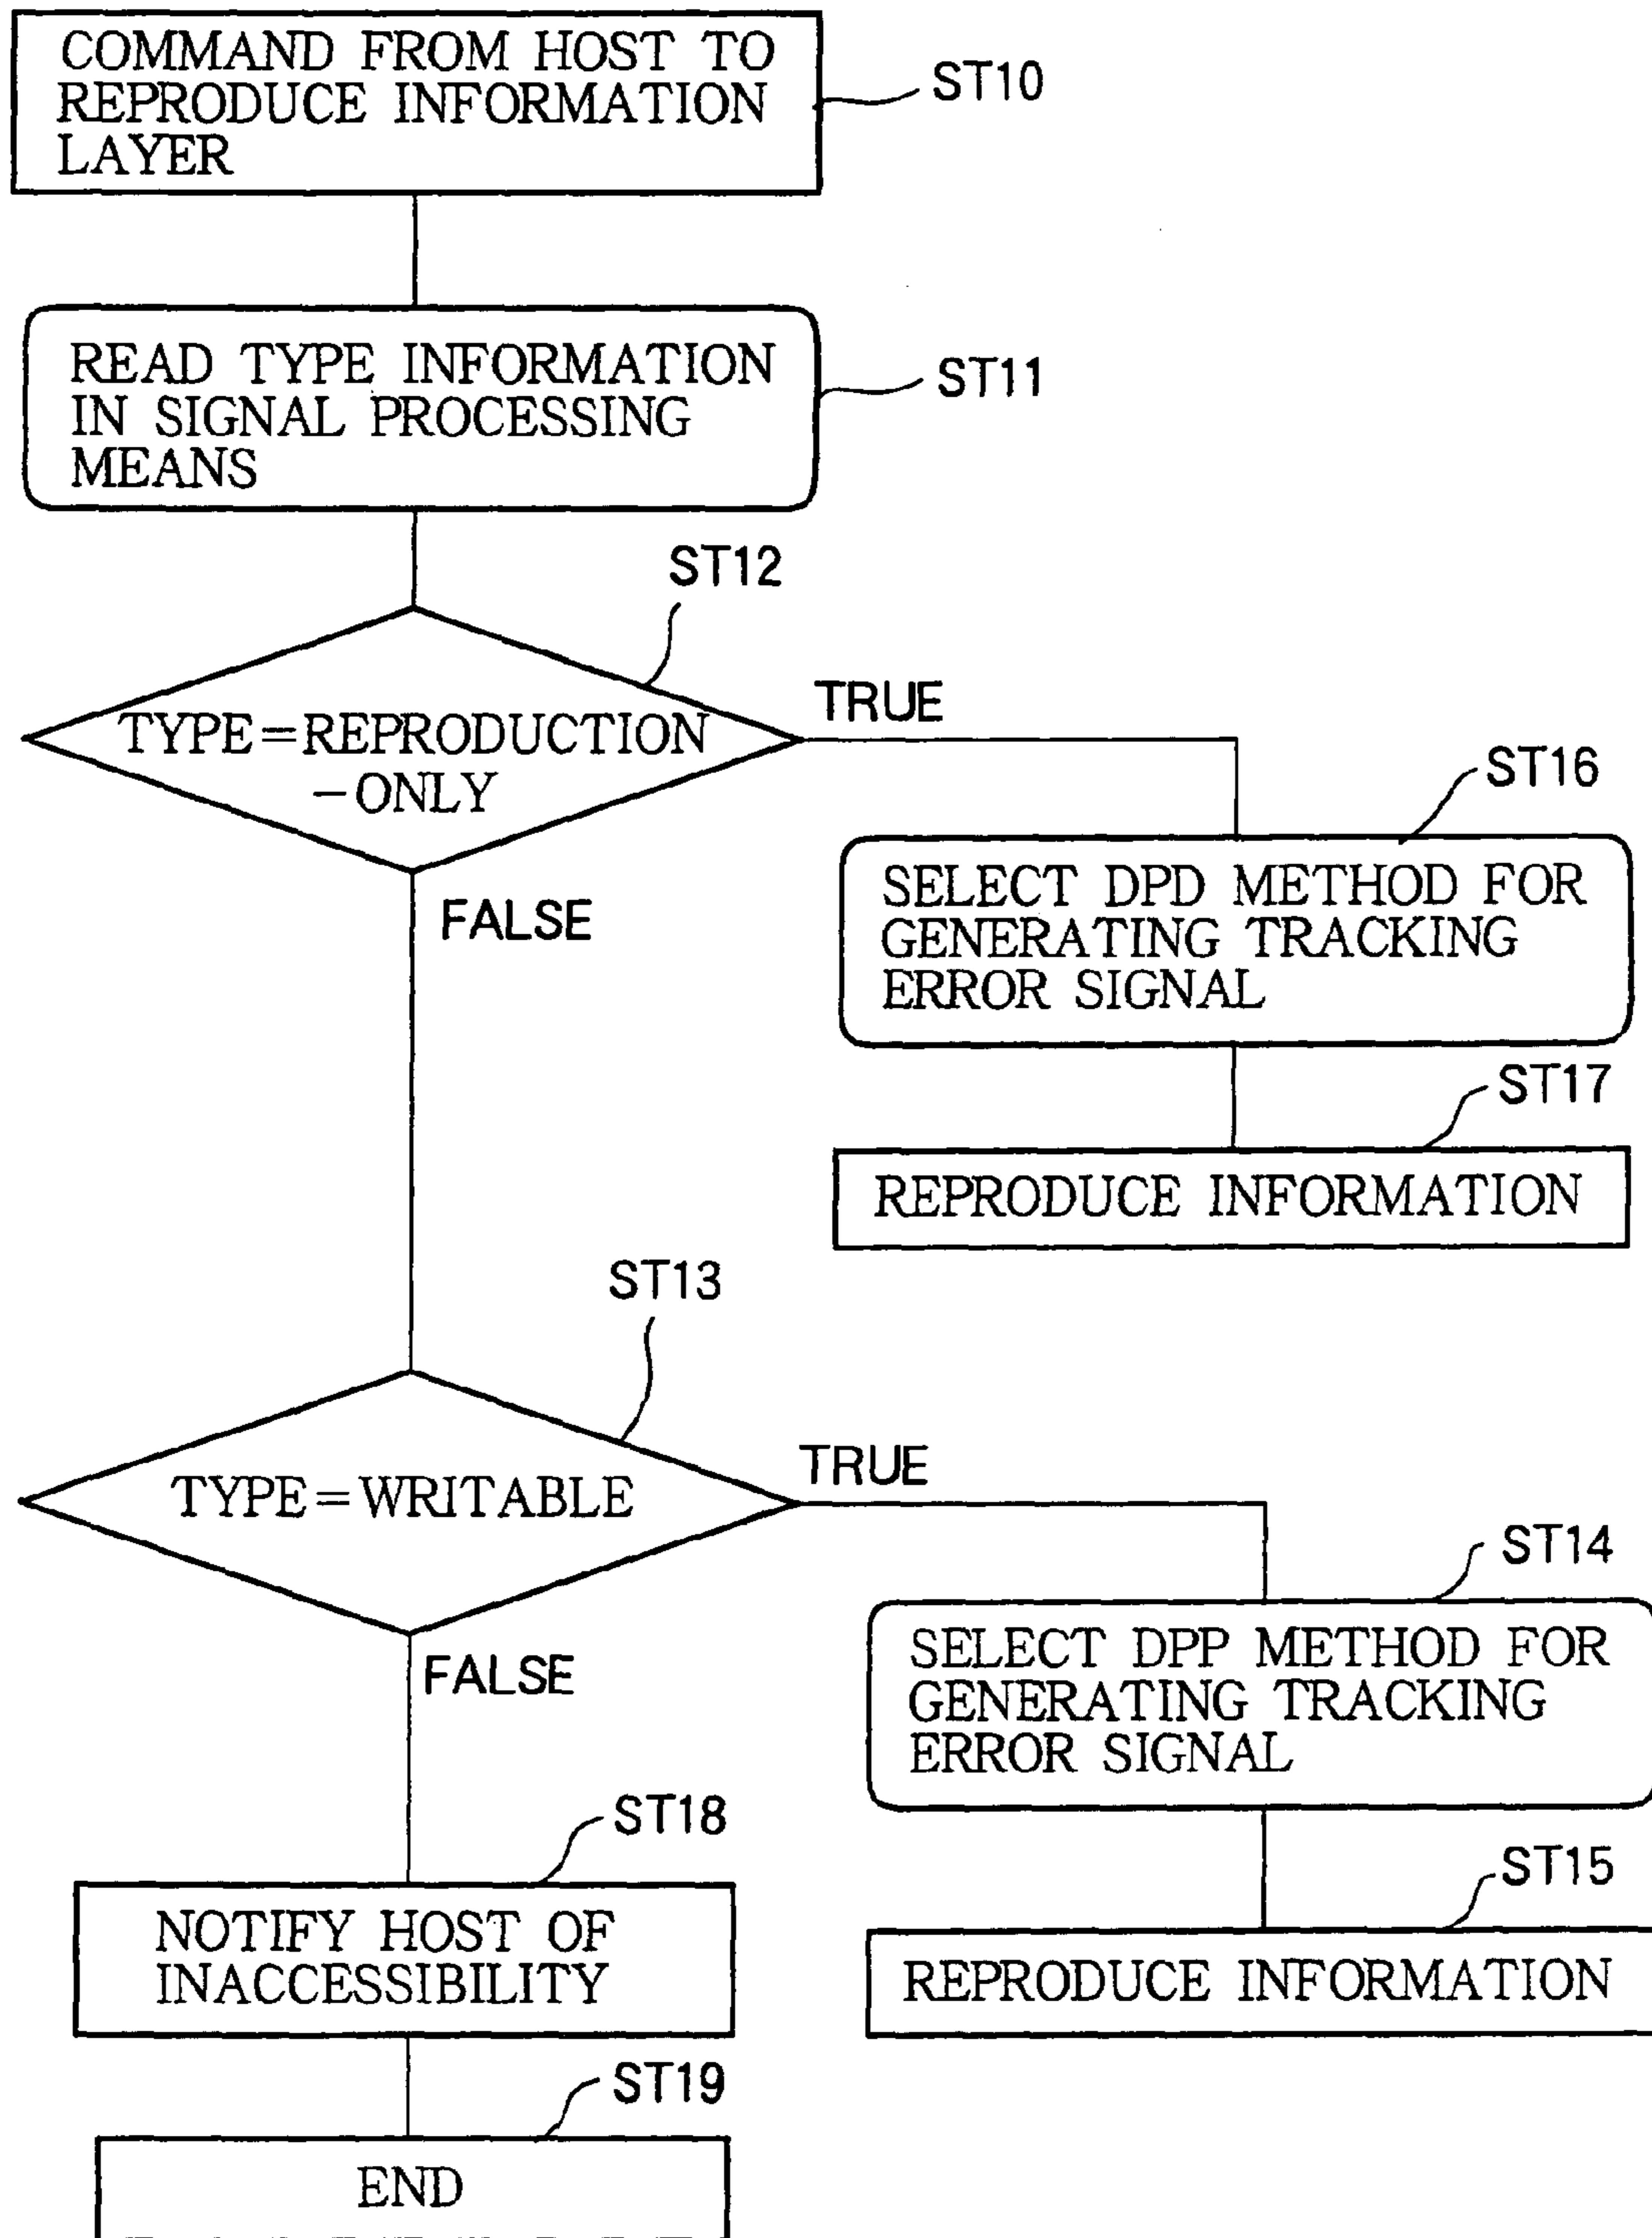 COMMAND FROM HOST TO
REPRODUCE INFORMATION
LAYER
ST10
READ TYPE INFORMATION
IN SIGNAL PROCESSING
MEANS
ST11
ST12
TYPE=REPRODUCTION
-ONLY
TRUE
FALSE
ST16
SELECT DPD METHOD FOR
GENERATING TRACKING
ERROR SIGNAL
ST17
REPRODUCE INFORMATION
ST13
TYPE=WRITABLE
TRUE
FALSE
ST14
SELECT DPP METHOD FOR
GENERATING TRACKING
ERROR SIGNAL
ST15
REPRODUCE INFORMATION
ST18
NOTIFY HOST OF
INACCESSIBILITY
ST19
END